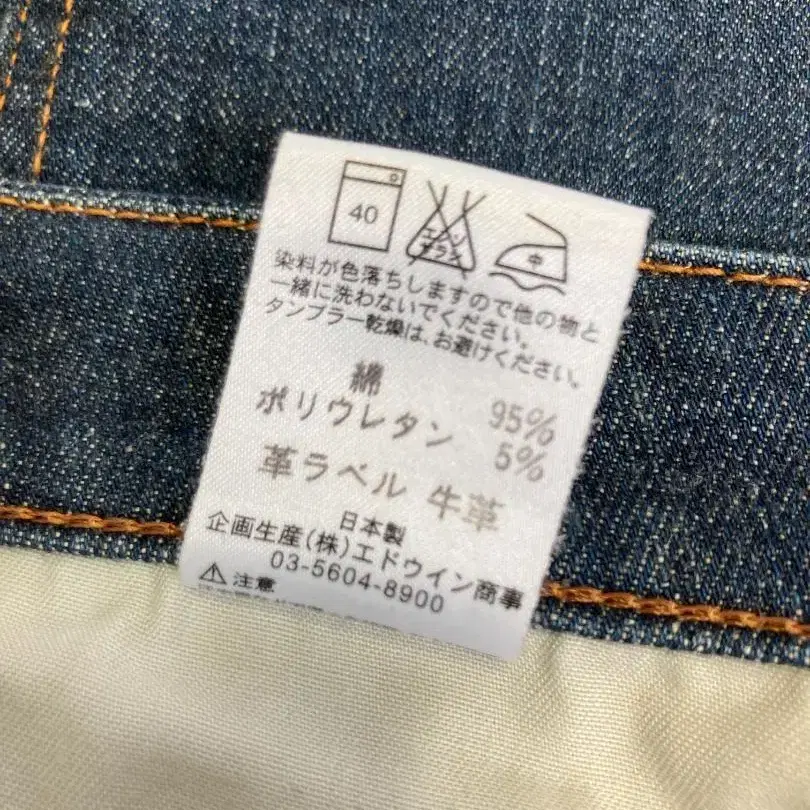 40
エンソ
サラシ
中
染料が色落ちしますので他の物と
一緒に洗わないでください。
タンブラー乾燥は、お避けください。
綿 95%
ポリウレタン 5%
革ラベル 牛革
日本製
企画生産(株)エドウイン商事
03-5604-8900
⚠注意